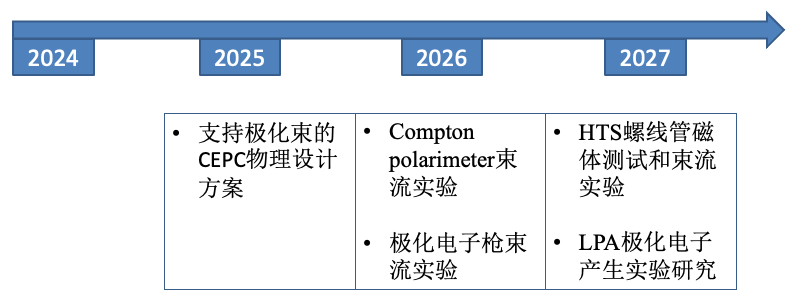 2024
2025
2026
2027
• 支持极化束的
CEPC物理设计
方案
• Compton
polarimeter束
流实验
• 极化电子枪束
流实验
• HTS螺线管磁
体测试和束流
实验
• LPA极化电子
产生实验研究